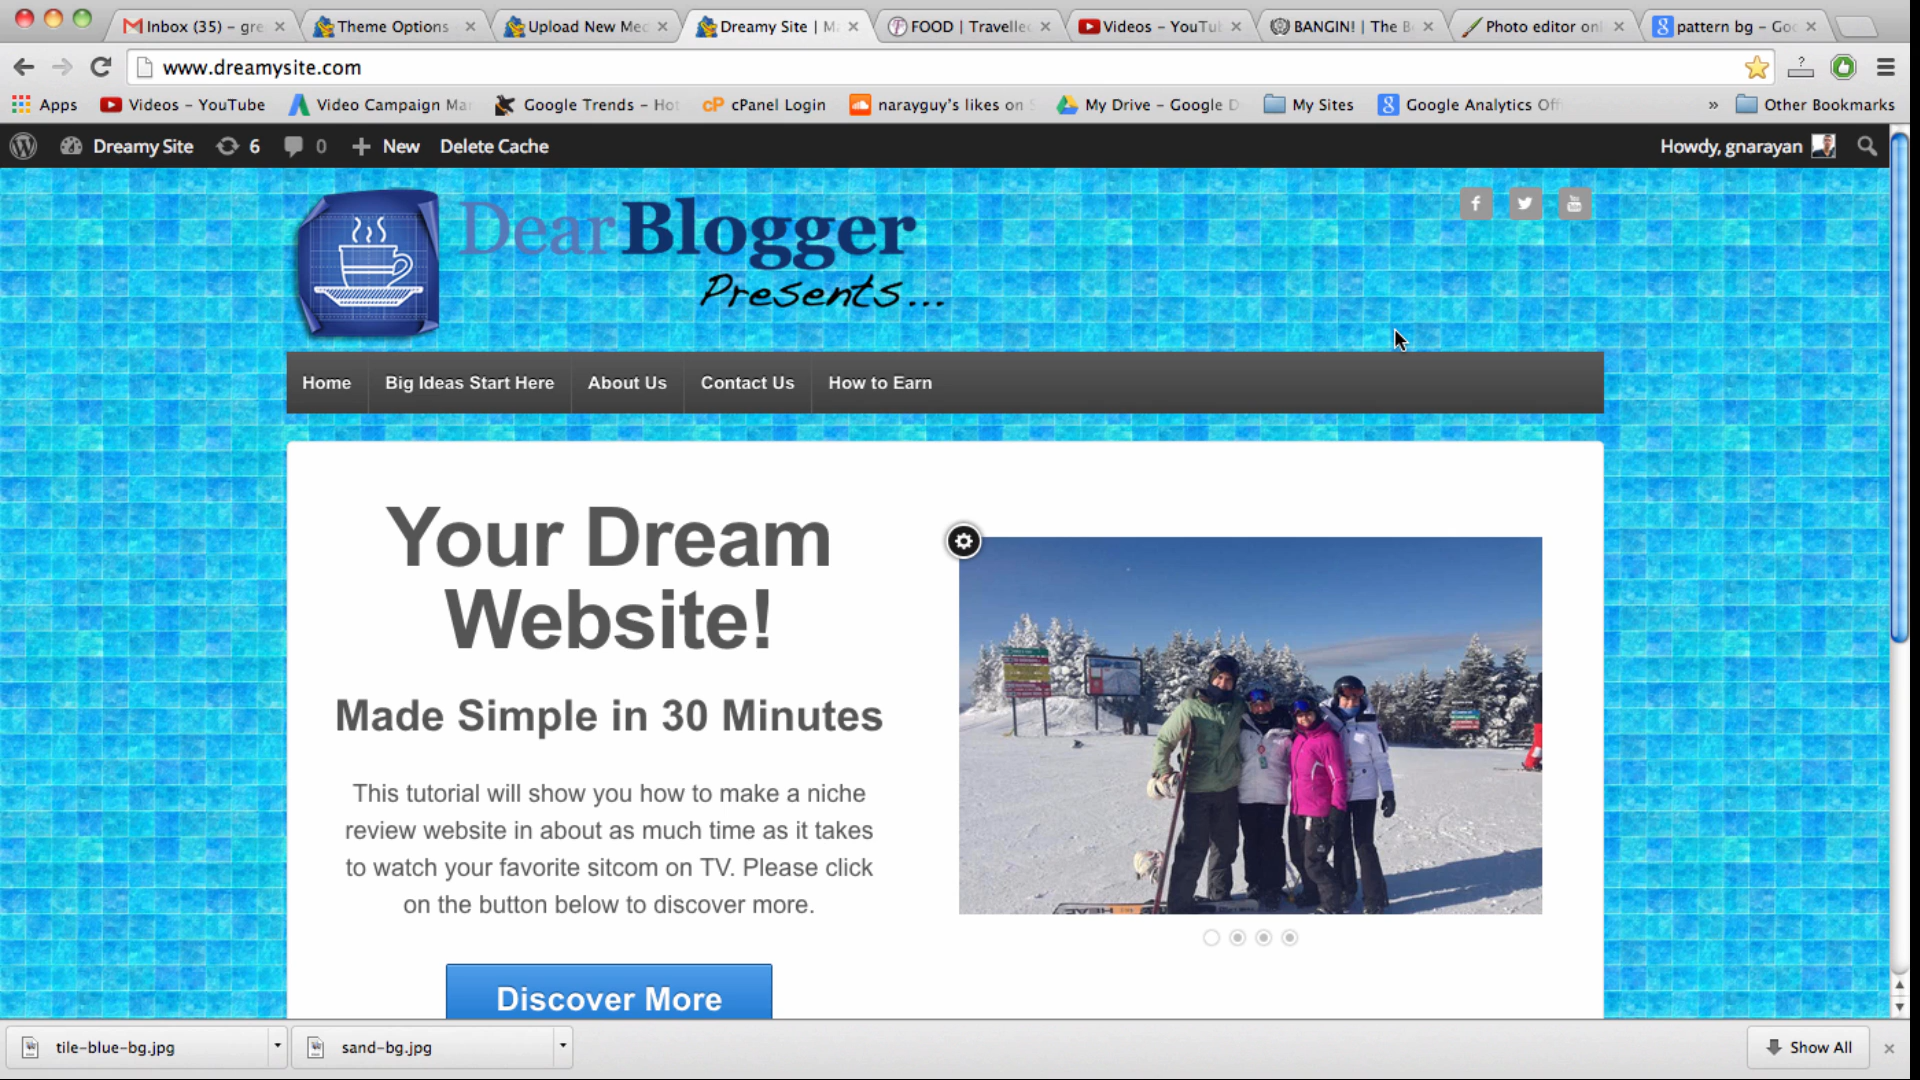 Inbox (35) – gre
Theme Options
Upload New Med
Dreamy Site | M
FOOD | Travelled
Videos – YouTub
BANGIN! | The B
Photo editor onl
pattern bg – Goo
www.dreamysite.com
Apps
Videos – YouTube
Video Campaign Ma
Google Trends – Hot
cP cPanel Login
narayguy's likes on S
My Drive – Google D
My Sites
Google Analytics Offi
»
Other Bookmarks
Dreamy Site
6
0
New
Delete Cache
Howdy, gnarayan
DearBlogger
Presents...
Home
Big Ideas Start Here
About Us
Contact Us
How to Earn
Your Dream
Website!
Made Simple in 30 Minutes
This tutorial will show you how to make a niche
review website in about as much time as it takes
to watch your favorite sitcom on TV. Please click
on the button below to discover more.
HEAD
Discover More
tile-blue-bg.jpg
sand-bg.jpg
Show All